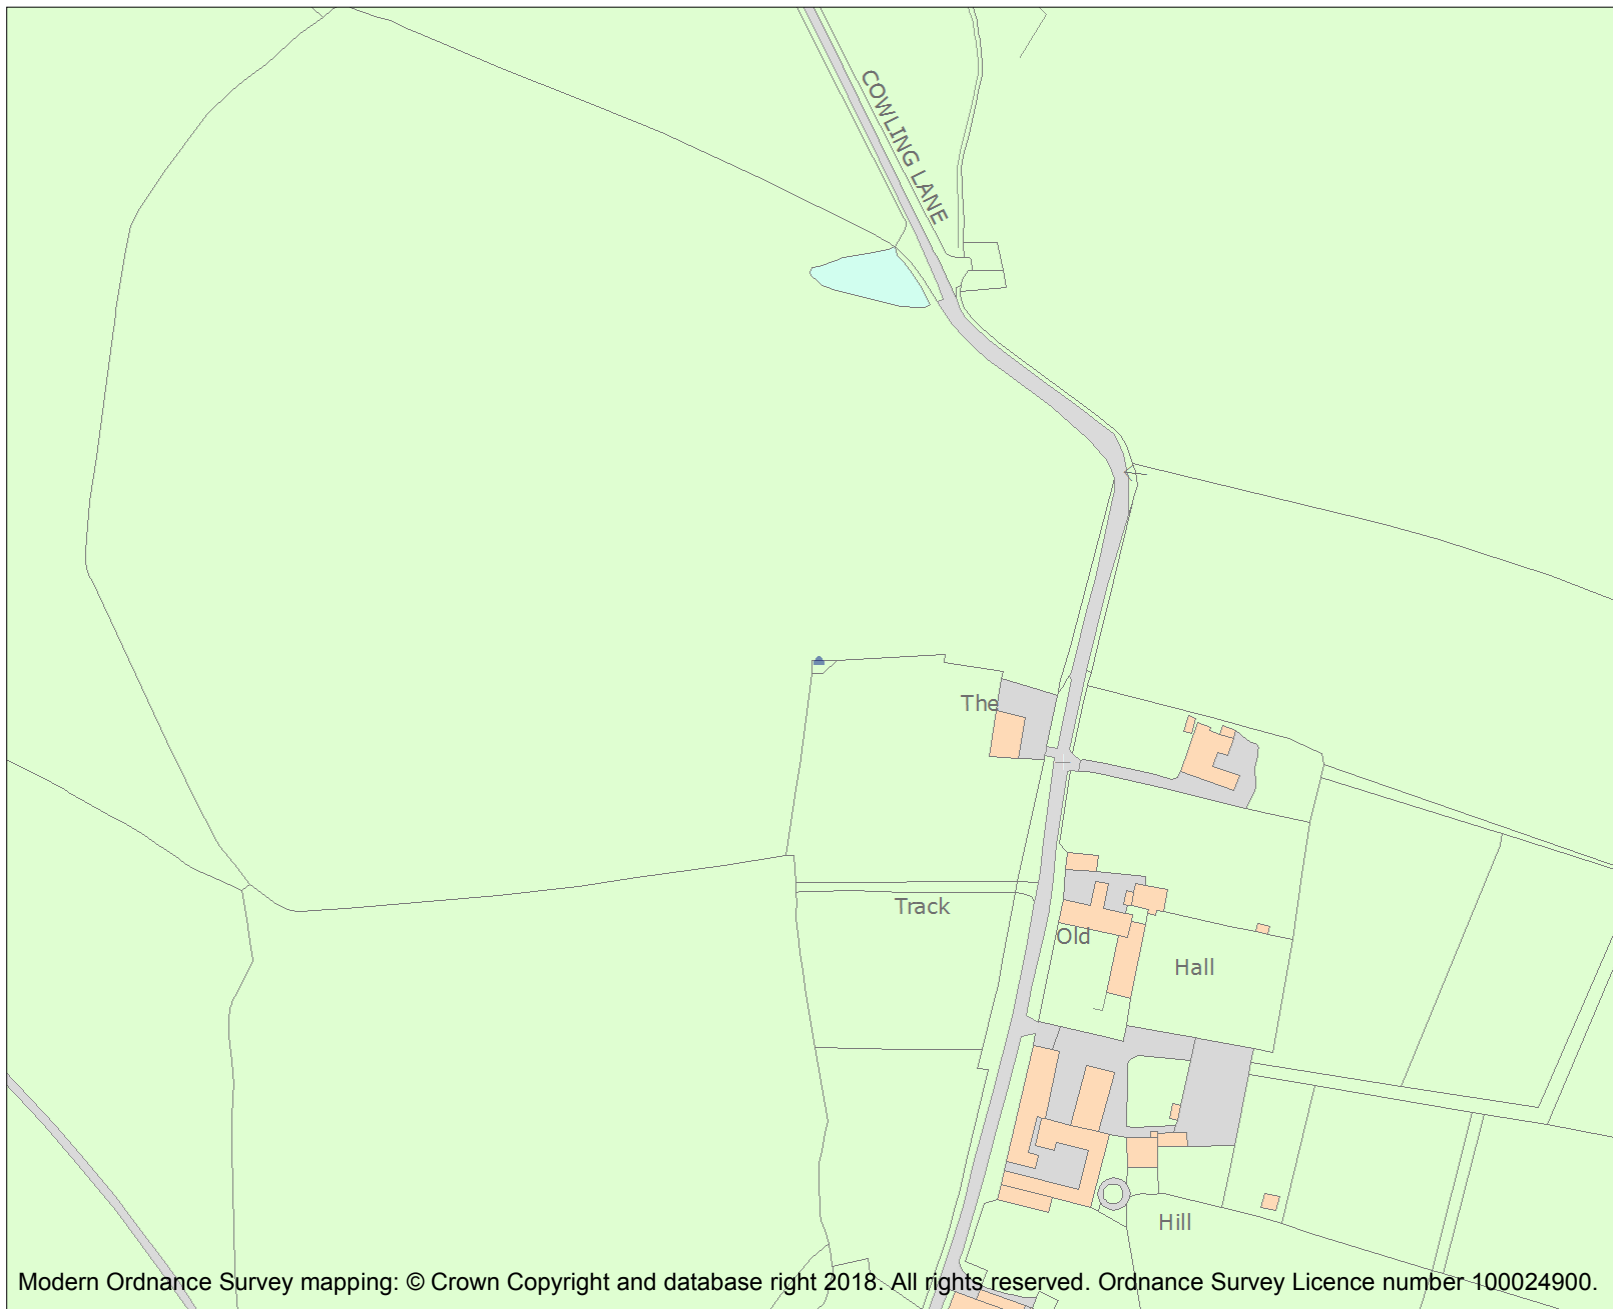 COWLING LANE
The
Track
Old
Hall
Hill
Modern Ordnance Survey mapping: © Crown Copyright and database right 2018. All rights reserved. Ordnance Survey Licence number 100024900.